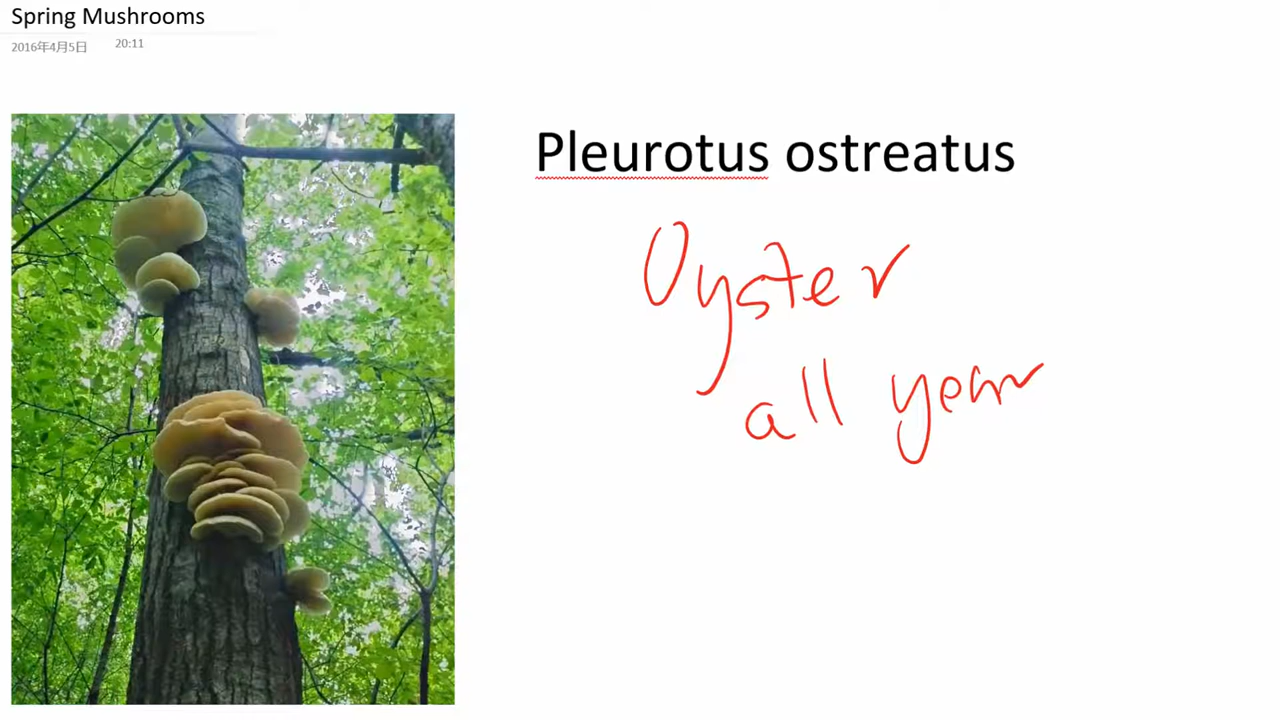 Spring Mushrooms
2016年4月5日 20:11
Pleurotus ostreatus
Oyster
all year